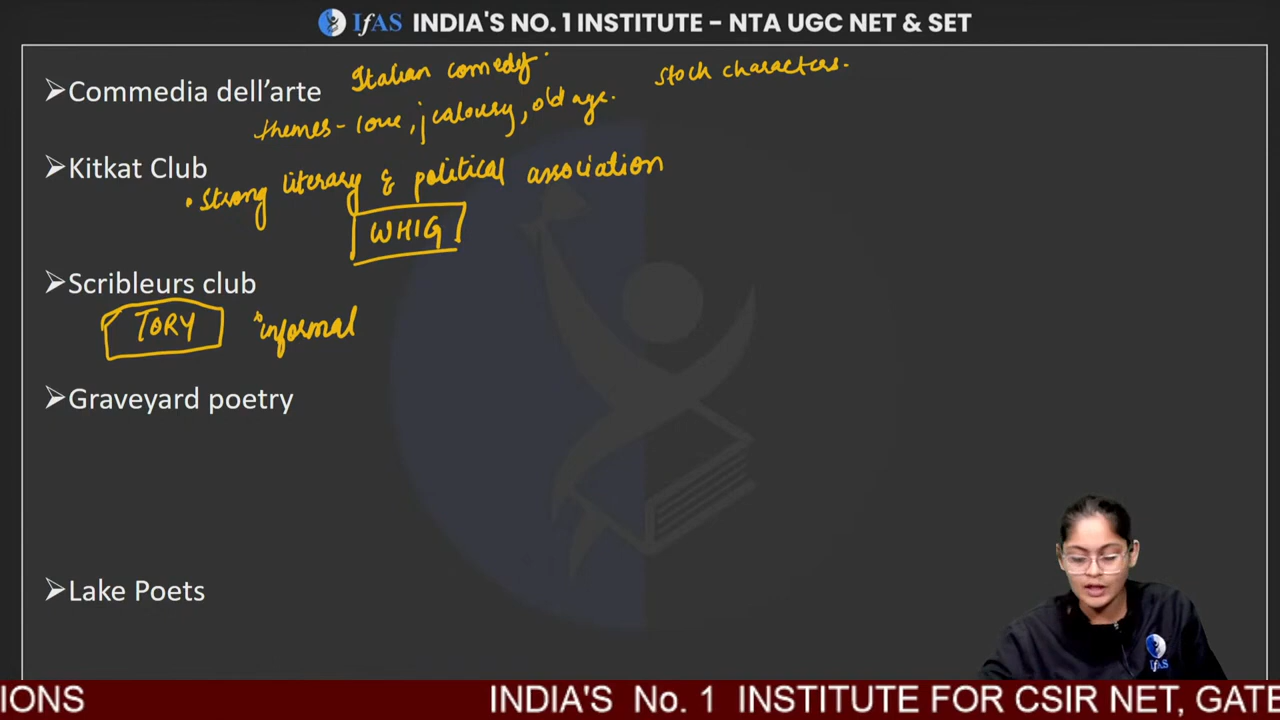 IfAS INDIA'S NO. 1 INSTITUTE – NTA UGC NET & SET
➢Commedia dell'arte
Italian comedy.
stock characters.
themes - love, jealousy, old age.
➢Kitkat Club
• Strong literary & political association
WHIG
➢Scribleurs club
TORY
• informal
➢Graveyard poetry
➢Lake Poets
IfAS
IONS INDIA'S No. 1 INSTITUTE FOR CSIR NET, GATE